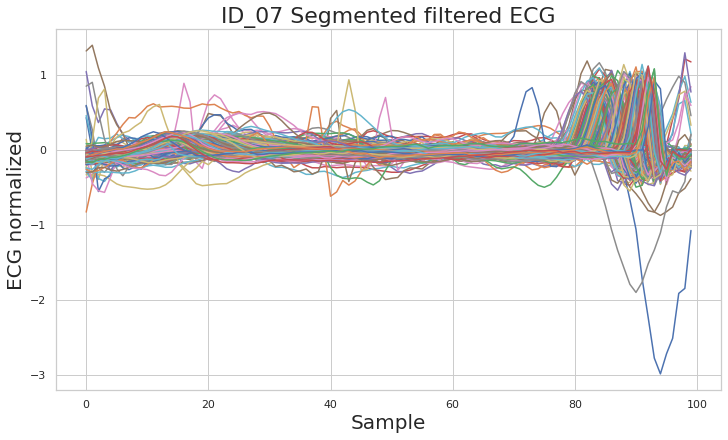 ID_07 Segmented filtered ECG
ECG normalized
1
0
−1
−2
−3
0 20 40 60 80 100
Sample